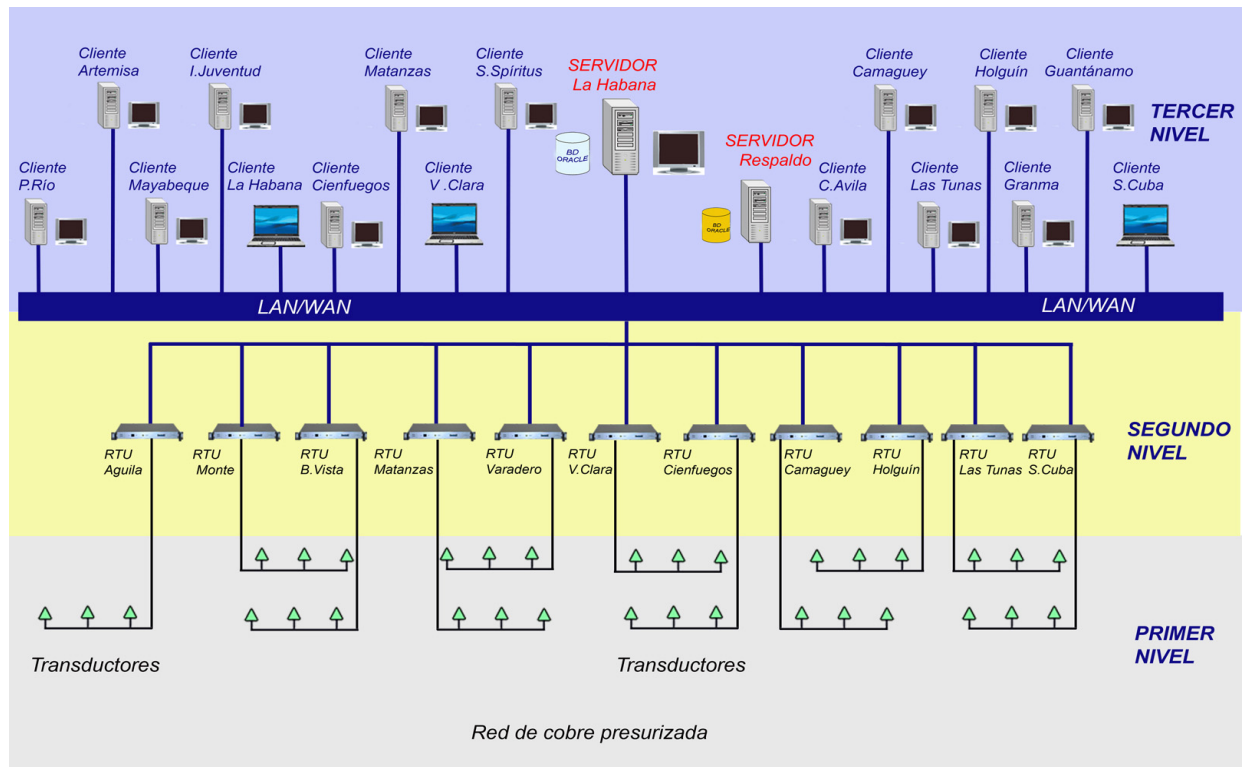 Cliente
Artemisa
Cliente
I.Juventud
Cliente
Matanzas
Cliente
S.Spíritus
SERVIDOR
La Habana
Cliente
Camaguey
Cliente
Holguín
Cliente
Guantánamo
TERCER
NIVEL
BD
ORACLE
SERVIDOR
Respaldo
Cliente
P.Río
Cliente
Mayabeque
Cliente
La Habana
Cliente
Cienfuegos
Cliente
V .Clara
Cliente
C.Avila
Cliente
Las Tunas
Cliente
Granma
Cliente
S.Cuba
BD
ORACLE
LAN/WAN
LAN/WAN
RTU
Aguila
RTU
Monte
RTU
B.Vista
RTU
Matanzas
RTU
Varadero
RTU
V.Clara
RTU
Cienfuegos
RTU
Camaguey
RTU
Holguín
RTU
Las Tunas
RTU
S.Cuba
SEGUNDO
NIVEL
Transductores
Transductores
PRIMER
NIVEL
Red de cobre presurizada